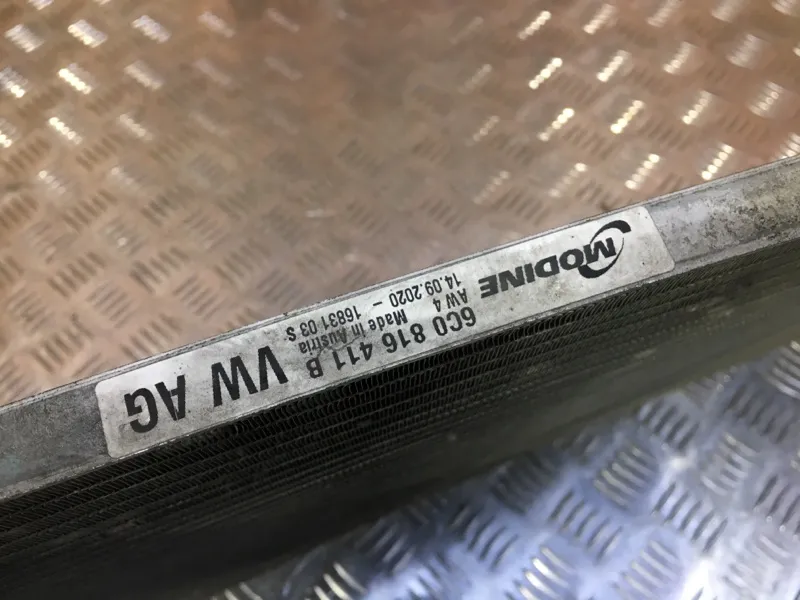 MODINE
AW 4
14.09.2020 - 16831 03 S
6C0 816 411 B
Made in Austria
VW AG